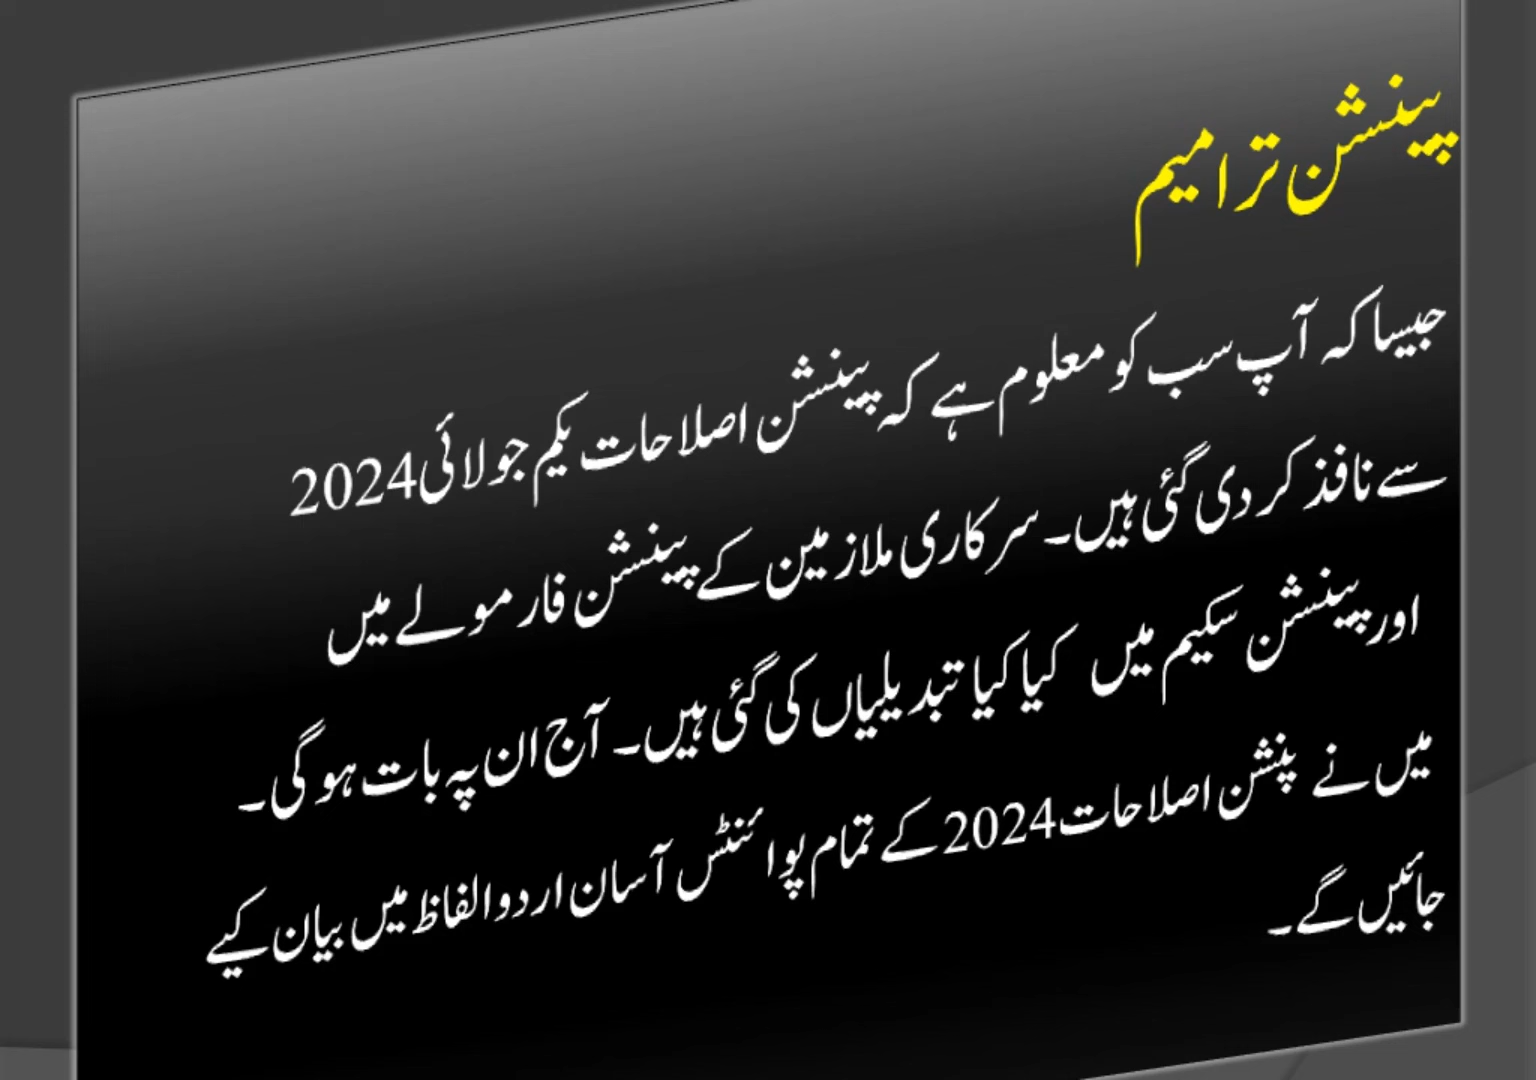 پینشن ترامیم
جیسا کہ آپ سب کو معلوم ہے کہ پینشن اصلاحات یکم جولائی 2024
سے نافذ کر دی گئی ہیں۔ سرکاری ملازمین کے پینشن فارمولے میں
اور پینشن سکیم میں کیا کیا تبدیلیاں کی گئی ہیں۔ آج ان پہ بات ہو گی۔
میں نے پنشن اصلاحات 2024 کے تمام پوائنٹس آسان اردو الفاظ میں بیان کیے
جائیں گے۔